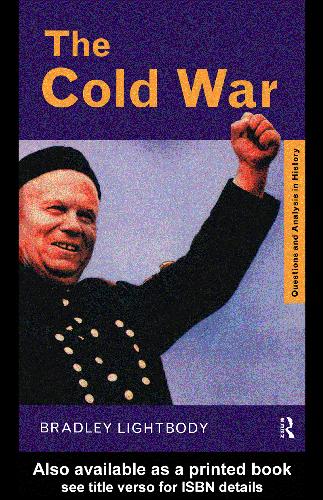 The
Cold War
Questions and Analysis in History
BRADLEY LIGHTBODY
Also available as a printed book
see title verso for ISBN details